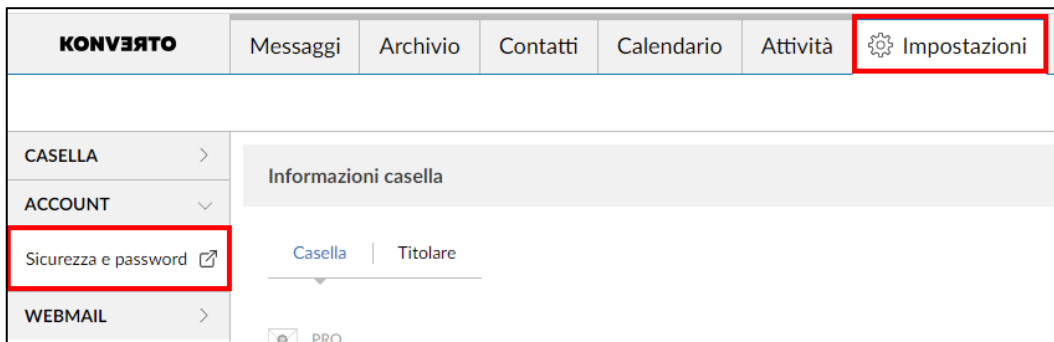 KONVERTO
Messaggi
Archivio
Contatti
Calendario
Attività
Impostazioni
CASELLA
ACCOUNT
Sicurezza e password
WEBMAIL
Informazioni casella
Casella
Titolare
PRO